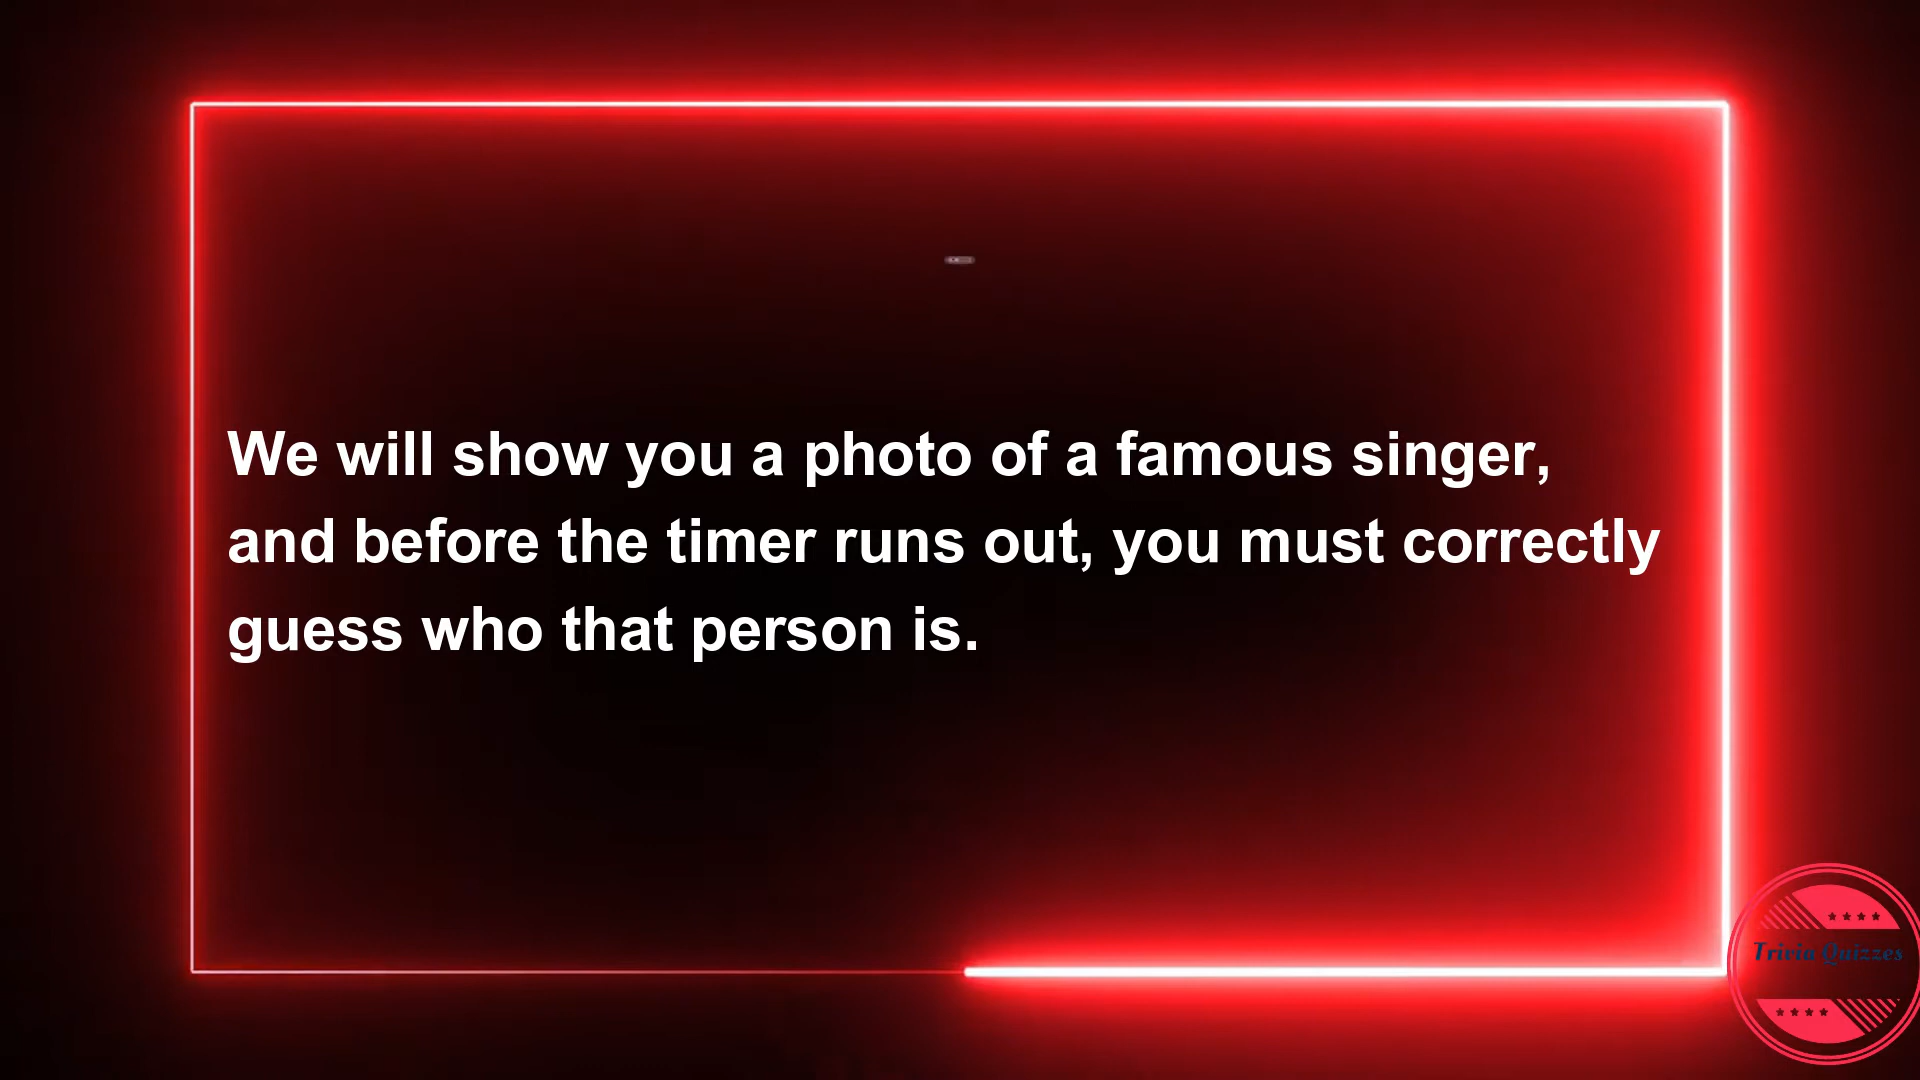 We will show you a photo of a famous singer,
and before the timer runs out, you must correctly
guess who that person is.
Trivia Quizzes